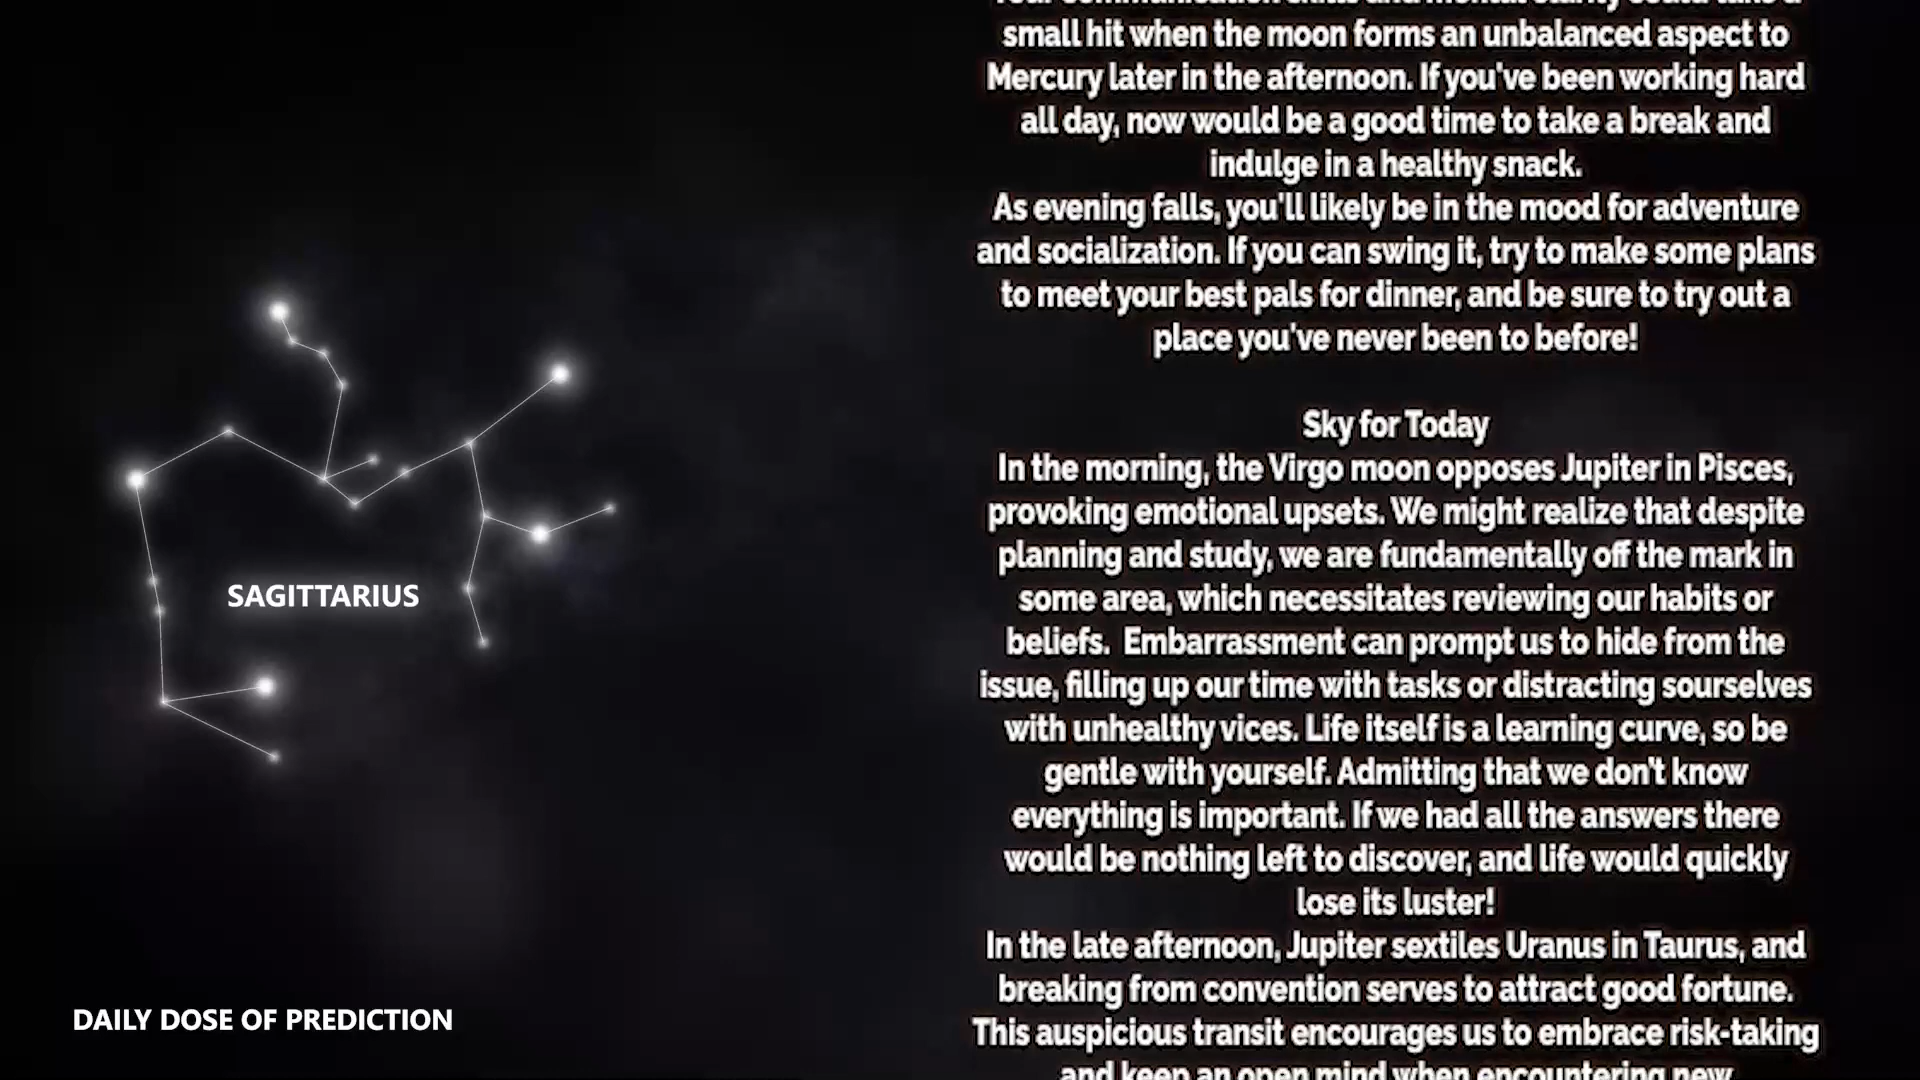 small hit when the moon forms an unbalanced aspect to
Mercury later in the afternoon. If you've been working hard
all day, now would be a good time to take a break and
indulge in a healthy snack.
As evening falls, you'll likely be in the mood for adventure
and socialization. If you can swing it, try to make some plans
to meet your best pals for dinner, and be sure to try out a
place you've never been to before!
Sky for Today
In the morning, the Virgo moon opposes Jupiter in Pisces,
provoking emotional upsets. We might realize that despite
planning and study, we are fundamentally off the mark in
some area, which necessitates reviewing our habits or
beliefs.  Embarrassment can prompt us to hide from the
issue, filling up our time with tasks or distracting sourselves
with unhealthy vices. Life itself is a learning curve, so be
gentle with yourself. Admitting that we don't know
everything is important. If we had all the answers there
would be nothing left to discover, and life would quickly
lose its luster!
In the late afternoon, Jupiter sextiles Uranus in Taurus, and
breaking from convention serves to attract good fortune.
This auspicious transit encourages us to embrace risk-taking
and keep an open mind when encountering new
SAGITTARIUS
DAILY DOSE OF PREDICTION